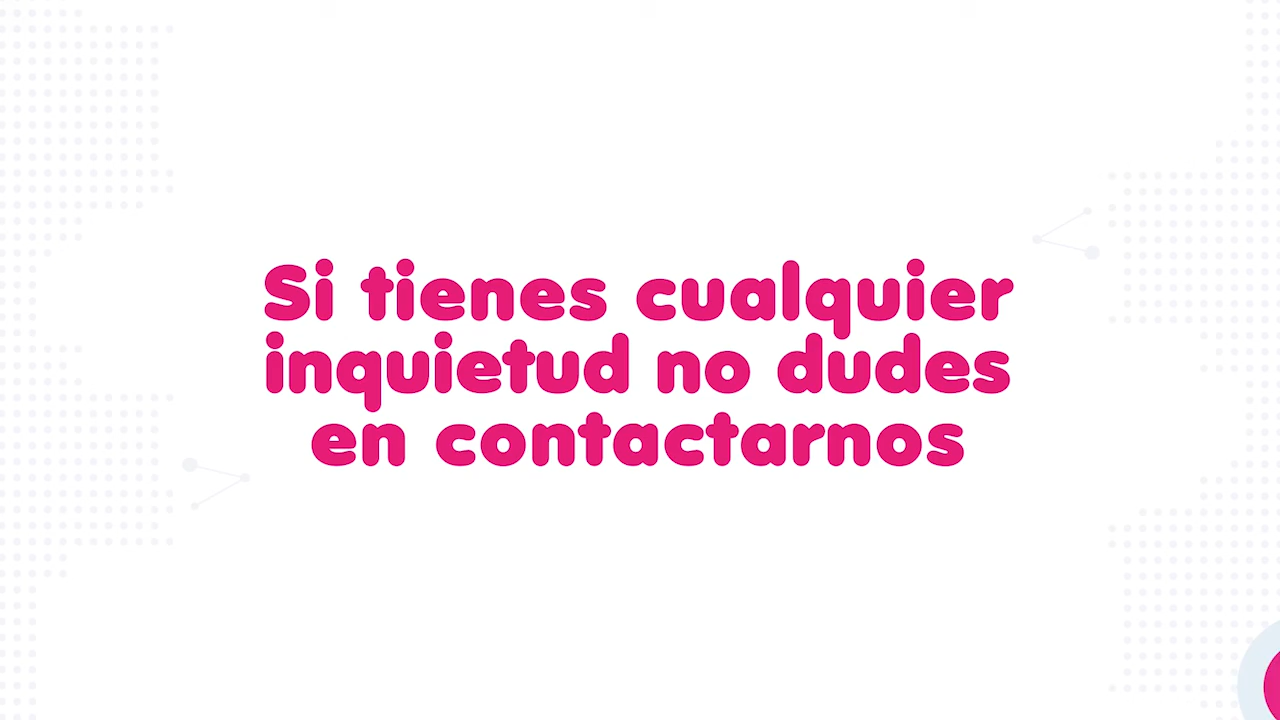 Si tienes cualquier
inquietud no dudes
en contactarnos